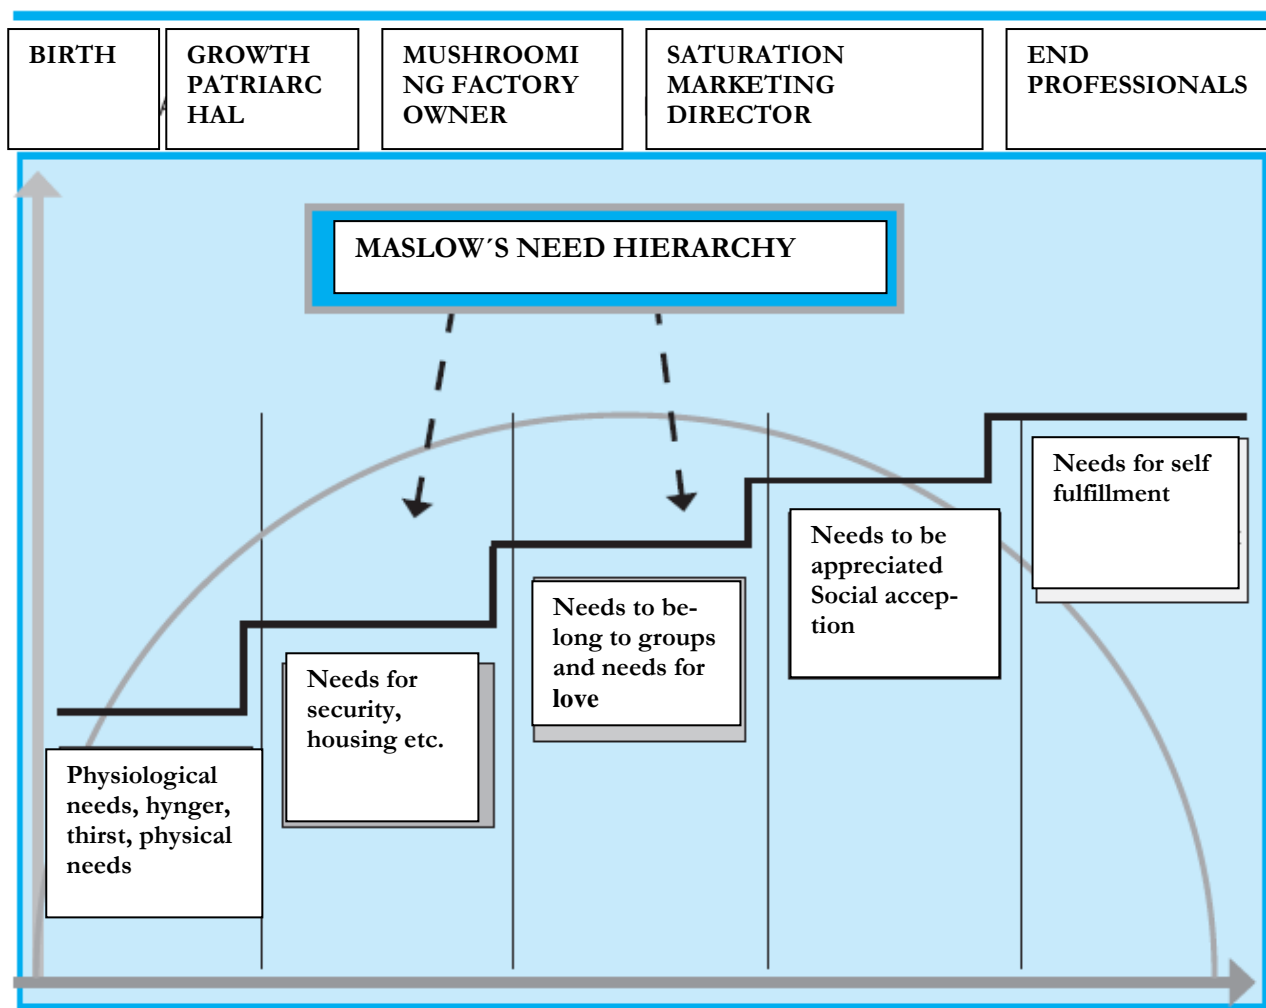 BIRTH
GROWTH
PATRIARC
HAL
MUSHROOMI
NG FACTORY
OWNER
SATURATION
MARKETING
DIRECTOR
END
PROFESSIONALS
MASLOW´S NEED HIERARCHY
Physiological
needs, hynger,
thirst, physical
needs
Needs for
security,
housing etc.
Needs to be-
long to groups
and needs for
love
Needs to be
appreciated
Social accep-
tion
Needs for self
fulfillment